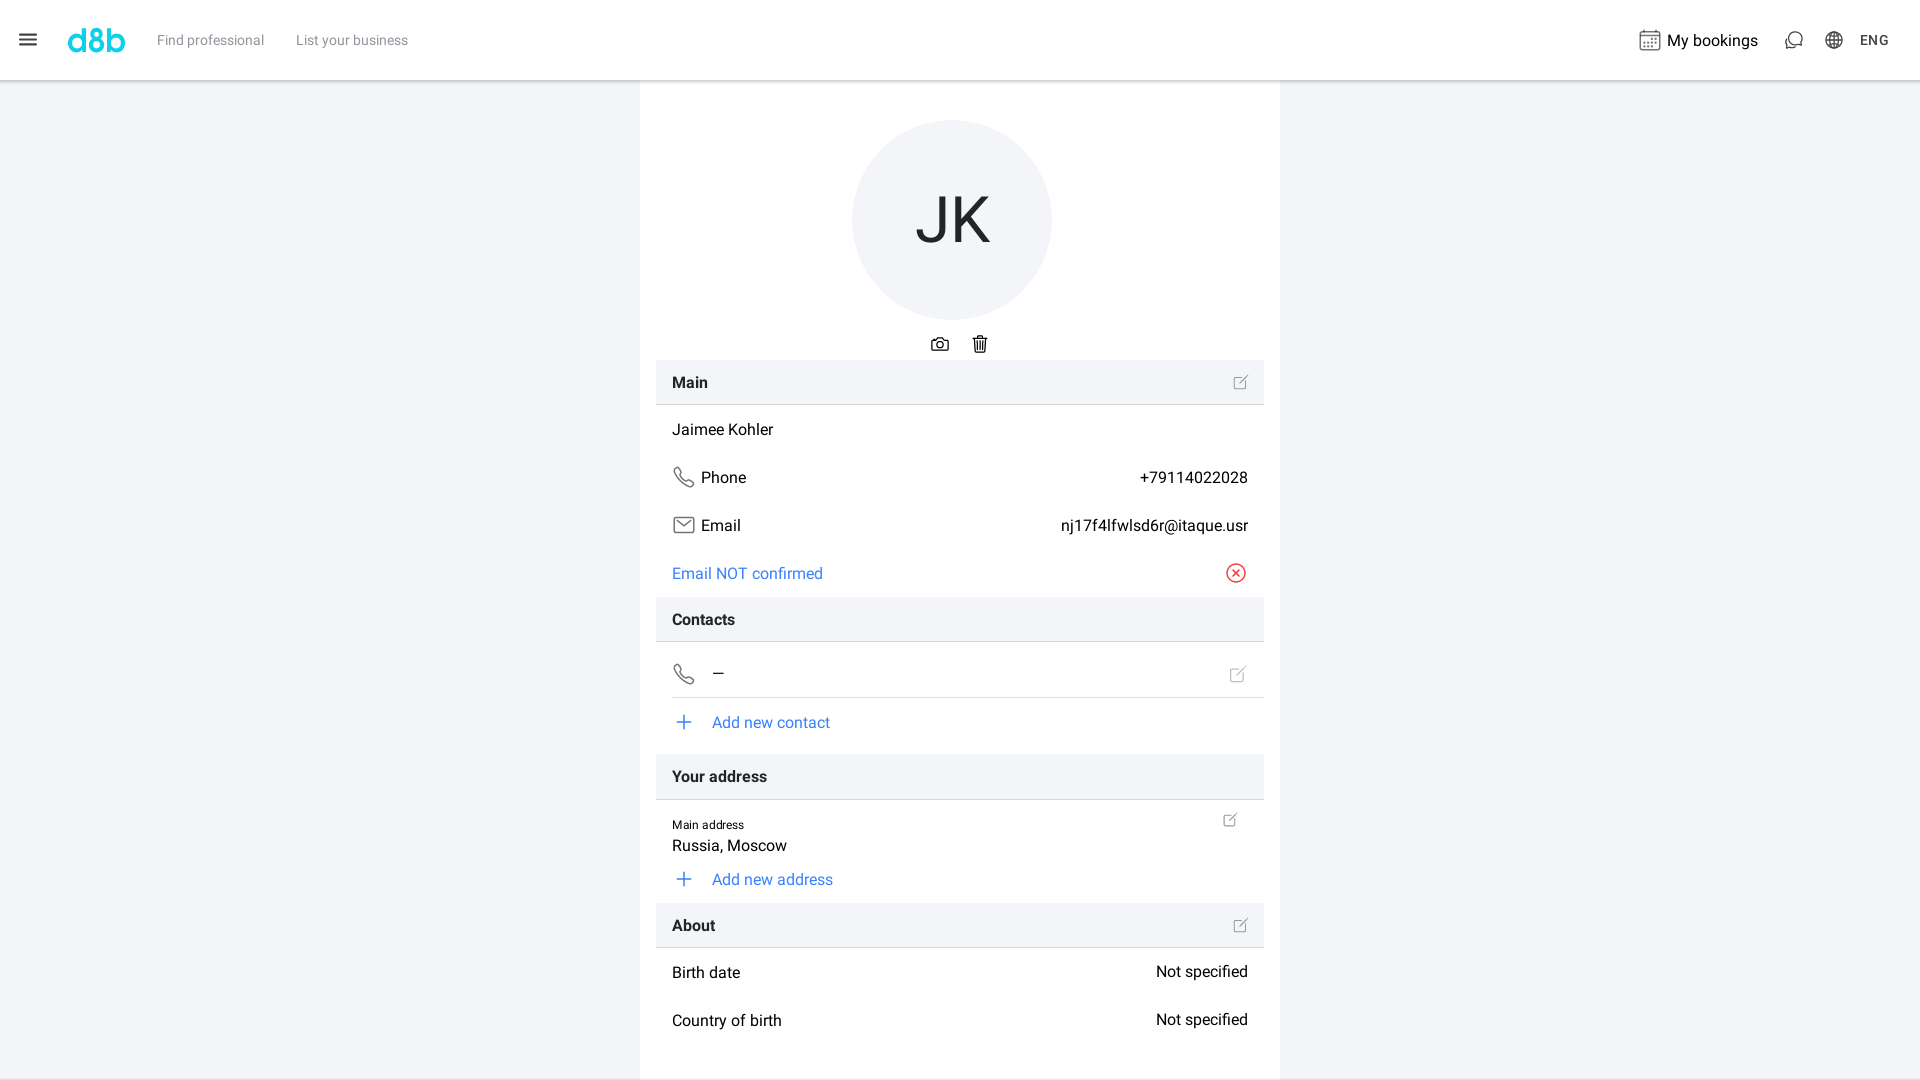 d8b
Find professional
List your business
My bookings
ENG
JK
Main
Jaimee Kohler
Phone
+79114022028
Email
nj17f4lfwlsd6r@itaque.usr
Email NOT confirmed
Contacts
—
Add new contact
Your address
Main address
Russia, Moscow
Add new address
About
Birth date
Not specified
Country of birth
Not specified